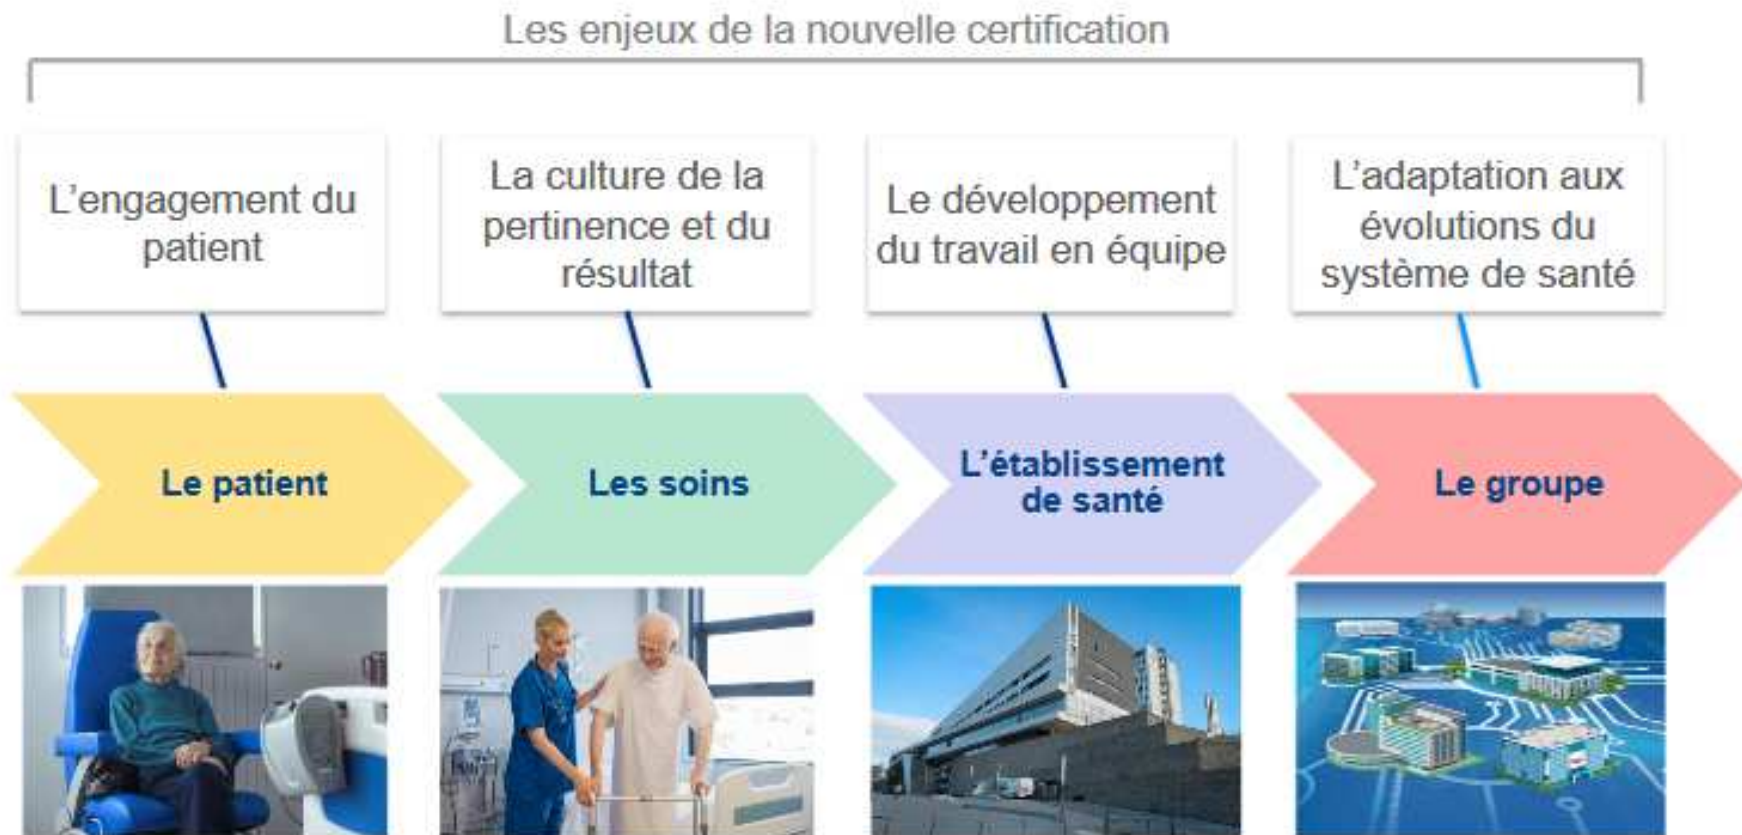 Les enjeux de la nouvelle certification
L'engagement du
patient
La culture de la
pertinence et du
résultat
Le développement
du travail en équipe
L'adaptation aux
évolutions du
système de santé
Le patient
Les soins
L'établissement
de santé
Le groupe